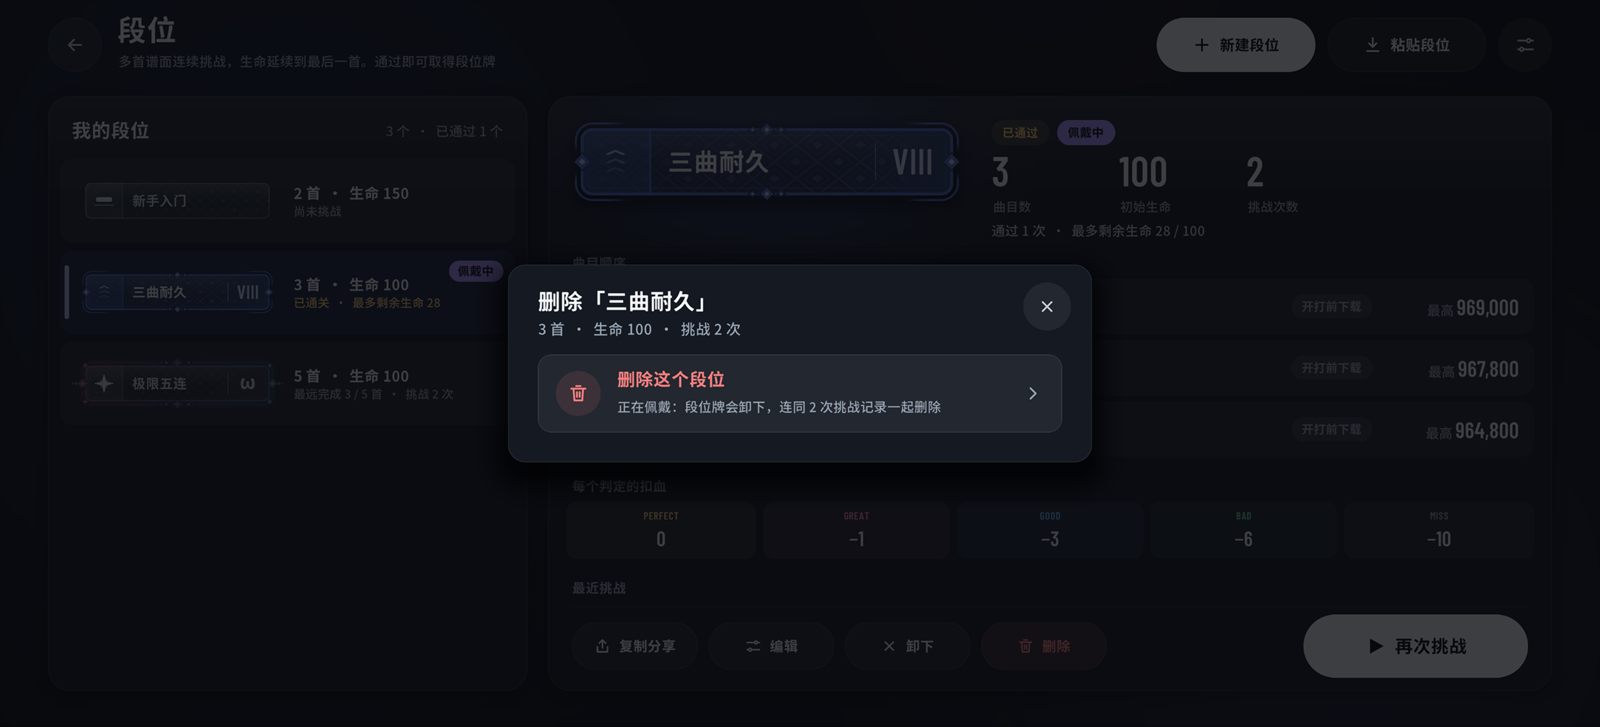 段位
多首谱面连续挑战，生命延续到最后一首。通过即可取得段位牌
新建段位
粘贴段位
我的段位
3 个 · 已通过 1 个
新手入门
2 首 · 生命 150
尚未挑战
三曲耐久
VIII
3 首 · 生命 100
已通关 · 最多剩余生命 28
佩戴中
极限五连
ω
5 首 · 生命 100
最远完成 3 / 5 首 · 挑战 2 次
三曲耐久
VIII
已通过
佩戴中
3
100
2
曲目数
初始生命
挑战次数
通过 1 次 · 最多剩余生命 28 / 100
曲目顺序
开打前下载
最高 969,000
开打前下载
最高 967,800
开打前下载
最高 964,800
删除「三曲耐久」
3 首 · 生命 100 · 挑战 2 次
删除这个段位
正在佩戴：段位牌会卸下，连同 2 次挑战记录一起删除
每个判定的扣血
PERFECT
0
GREAT
−1
GOOD
−3
BAD
−6
MISS
−10
最近挑战
复制分享
编辑
卸下
删除
再次挑战